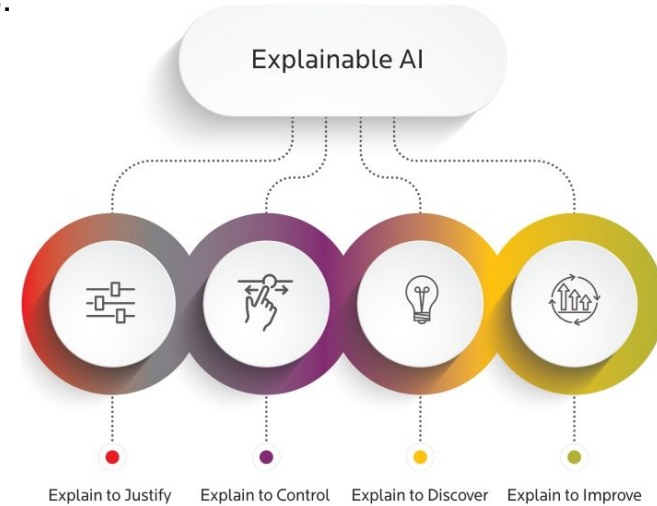 Explainable AI
Explain to Justify
Explain to Control
Explain to Discover
Explain to Improve